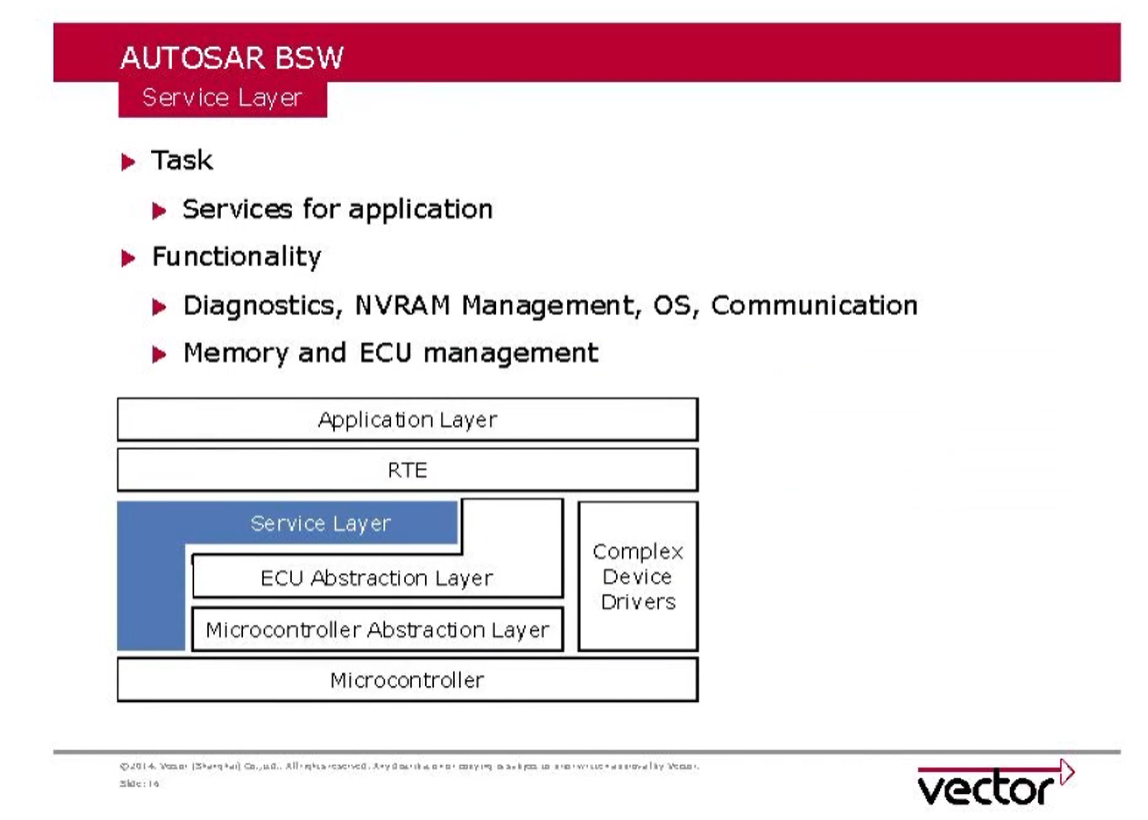 AUTOSAR BSW
Service Layer
Task
Services for application
Functionality
Diagnostics, NVRAM Management, OS, Communication
Memory and ECU management
Application Layer
RTE
Service Layer
Complex
Device
Drivers
ECU Abstraction Layer
Microcontroller Abstraction Layer
Microcontroller
©2014. Vector (Shanghai) Co., Ltd.. All rights reserved. Any distribution or copying is subject to prior written approval by Vector.
Slide: 16
vector